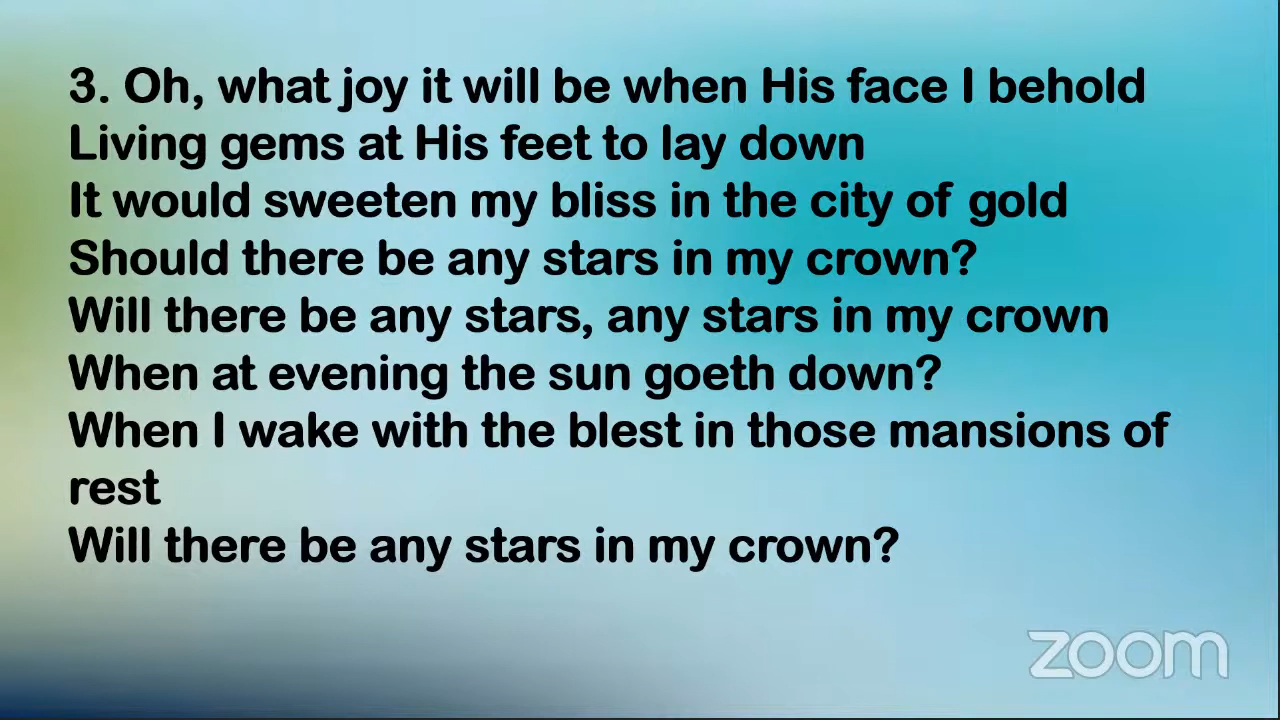 3. Oh, what joy it will be when His face I behold
Living gems at His feet to lay down
It would sweeten my bliss in the city of gold
Should there be any stars in my crown?
Will there be any stars, any stars in my crown
When at evening the sun goeth down?
When I wake with the blest in those mansions of
rest
Will there be any stars in my crown?
zoom